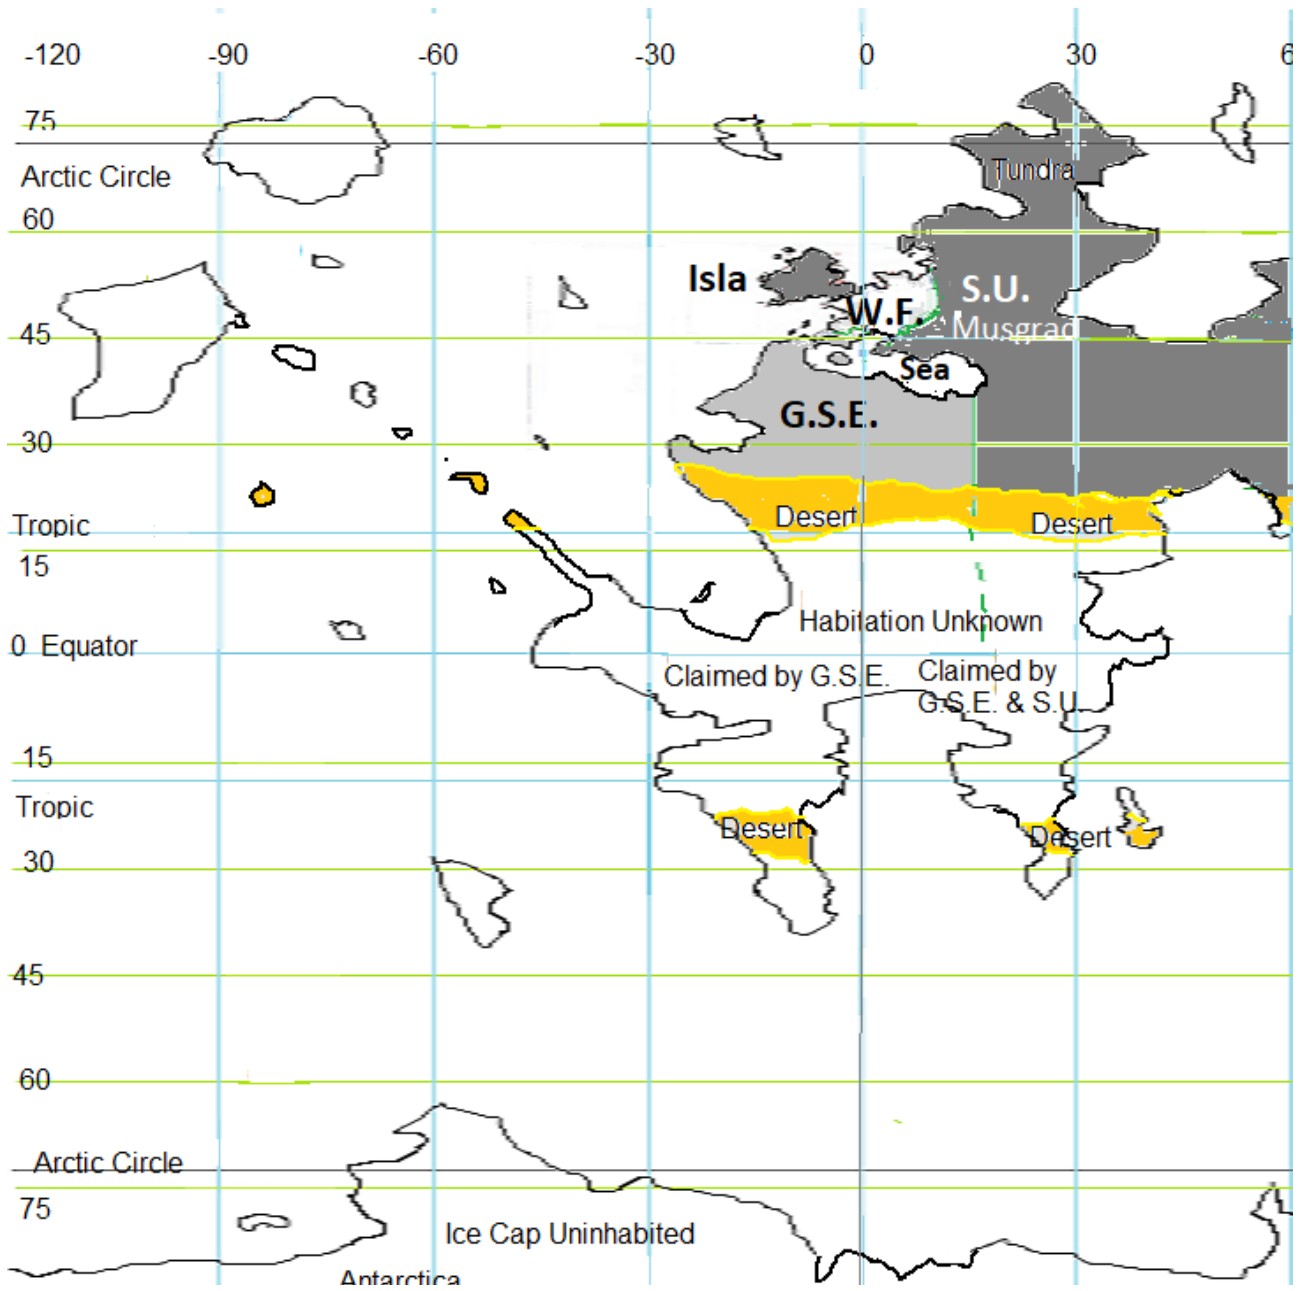 -120 -90 -60 -30 0 30 6
75
Arctic Circle
Tundra
60
Isla
S.U.
W.F.
Musgrad
45
Sea
G.S.E.
30
Desert
Desert
Tropic
15
Habitation Unknown
0 Equator
Claimed by G.S.E.
Claimed by
G.S.E. & S.U.
15
Tropic
Desert
Desert
30
45
60
Arctic Circle
75
Ice Cap Uninhabited
Antarctica